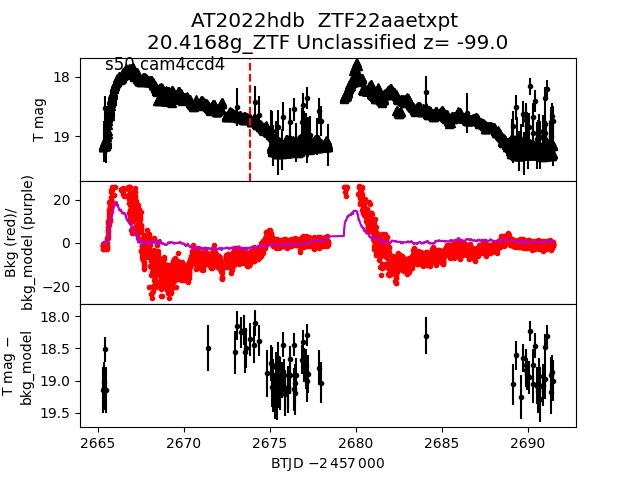 AT2022hdb ZTF22aaetxpt
20.4168g_ZTF Unclassified z= -99.0
s50 cam4ccd4
18
19
T mag
20
0
−20
Bkg (red)/
bkg_model (purple)
18.0
18.5
19.0
19.5
T mag −
bkg_model
2665 2670 2675 2680 2685 2690
BTJD −2 457 000